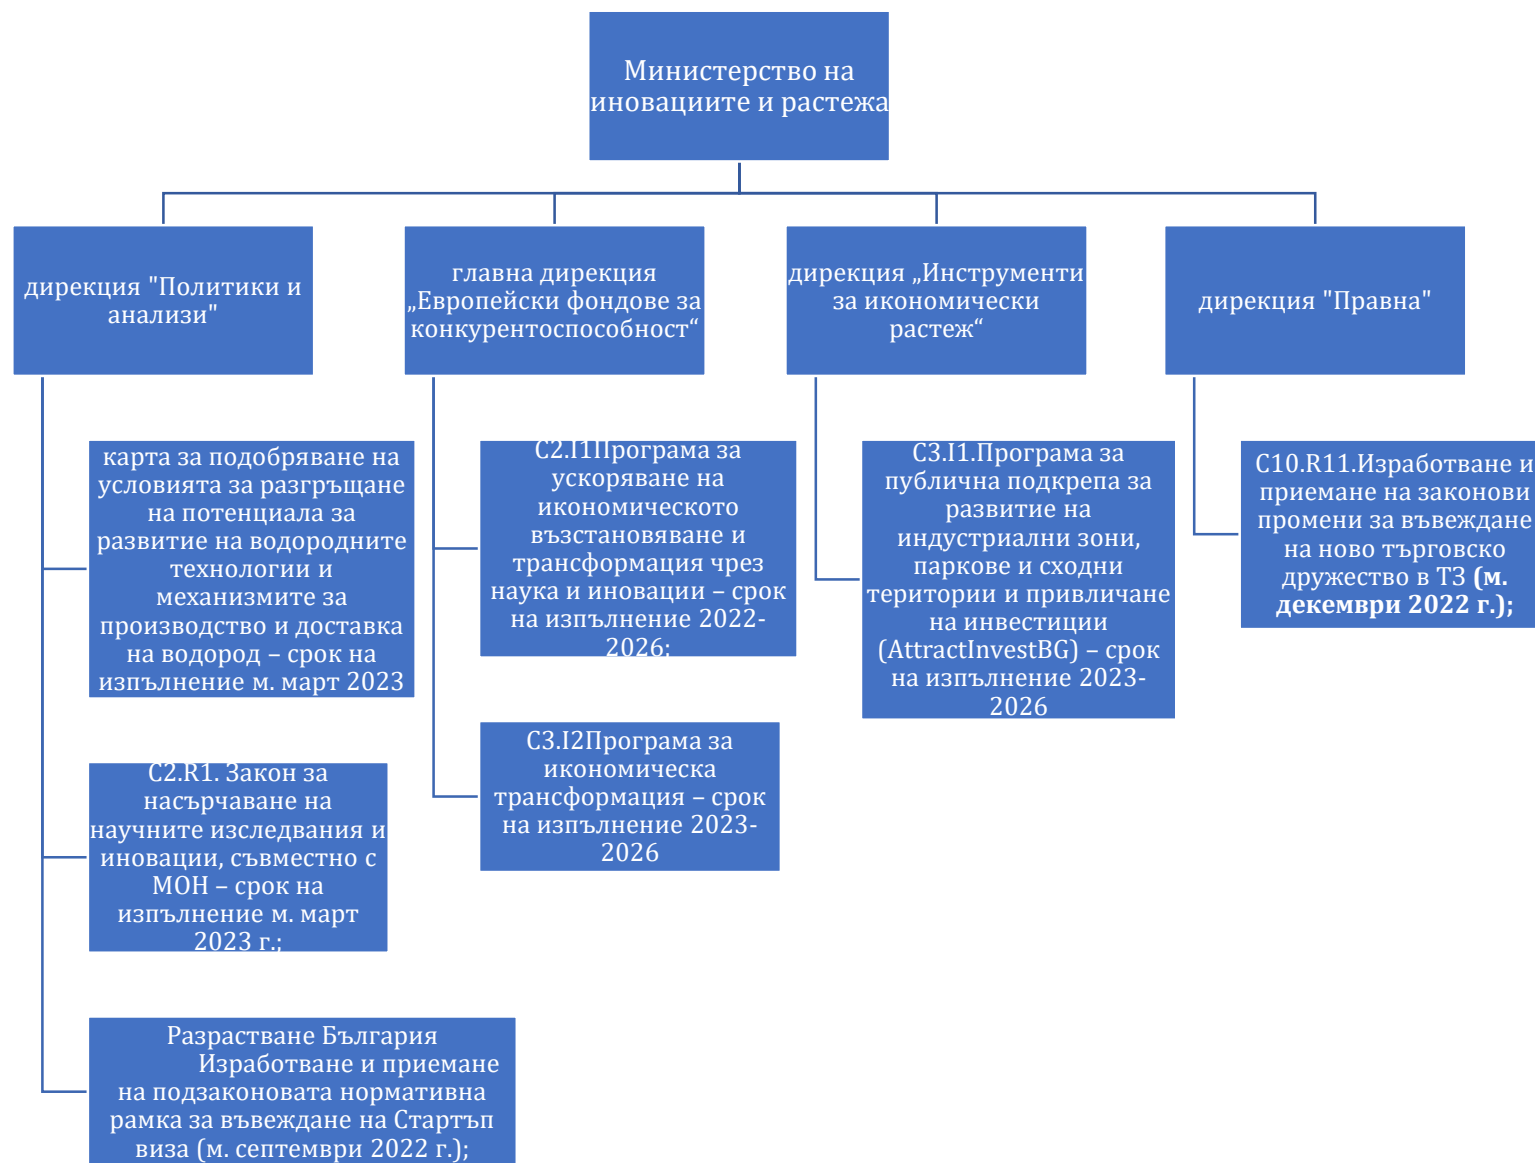 Министерство на
иновациите и растежа
дирекция "Политики и
анализи"
главна дирекция
„Европейски фондове за
конкурентоспособност“
дирекция „Инструменти
за икономически
растеж“
дирекция "Правна"
карта за подобряване на
условията за разгръщане
на потенциала за
развитие на водородните
технологии и
механизмите за
производство и доставка
на водород – срок на
изпълнение м. март 2023
C2.R1. Закон за
насърчаване на
научните изследвания и
иновации, съвместно с
МОН – срок на
изпълнение м. март
2023 г.;
Разрастване България
Изработване и приемане
на подзаконовата нормативна
рамка за въвеждане на Стартъп
виза (м. септември 2022 г.);
C2.I1Програма за
ускоряване на
икономическото
възстановяване и
трансформация чрез
наука и иновации – срок
на изпълнение 2022-
2026;
C3.I2Програма за
икономическа
трансформация – срок
на изпълнение 2023-
2026
C3.I1.Програма за
публична подкрепа за
развитие на
индустриални зони,
паркове и сходни
територии и привличане
на инвестиции
(AttractInvestBG) – срок
на изпълнение 2023-
2026
C10.R11.Изработване и
приемане на законови
промени за въвеждане
на ново търговско
дружество в ТЗ (м.
декември 2022 г.);